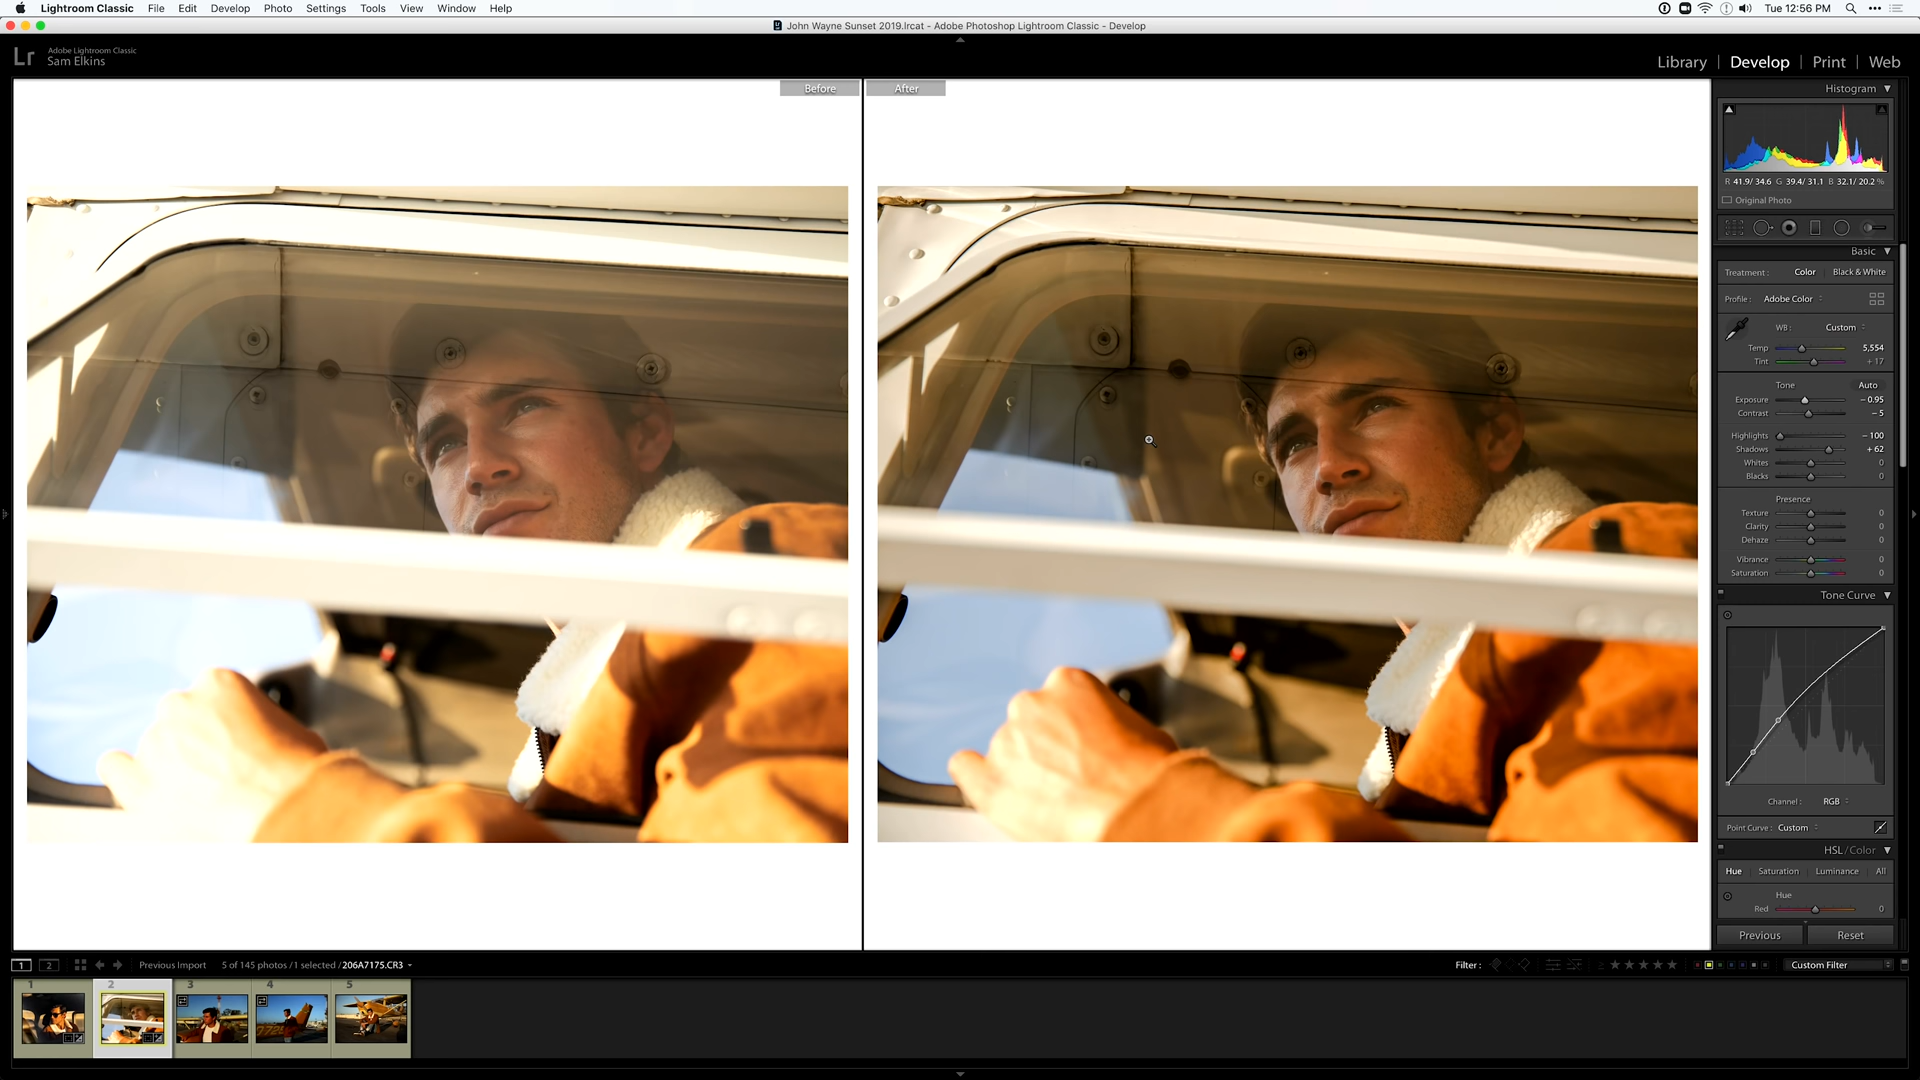 Lightroom Classic File Edit Develop Photo Settings Tools View Window Help Tue 12:56 PM
John Wayne Sunset 2019.lrcat - Adobe Photoshop Lightroom Classic - Develop
Lr Adobe Lightroom Classic
Sam Elkins
Library | Develop | Print | Web
Before After
Histogram
R 41.9/ 34.6 G 39.4/ 31.1 B 32.1/ 20.2 %
Original Photo
Basic
Treatment : Color Black & White
Profile : Adobe Color
WB : Custom
Temp 5,554
Tint + 17
Tone Auto
Exposure − 0.95
Contrast − 5
Highlights − 100
Shadows + 62
Whites 0
Blacks 0
Presence
Texture 0
Clarity 0
Dehaze 0
Vibrance 0
Saturation 0
Tone Curve
Channel : RGB
Point Curve : Custom
HSL / Color
Hue Saturation Luminance All
Hue
Red 0
Previous Reset
1 2 Previous Import 5 of 145 photos / 1 selected / 206A7175.CR3 Filter : Custom Filter
1 2 3 4 5